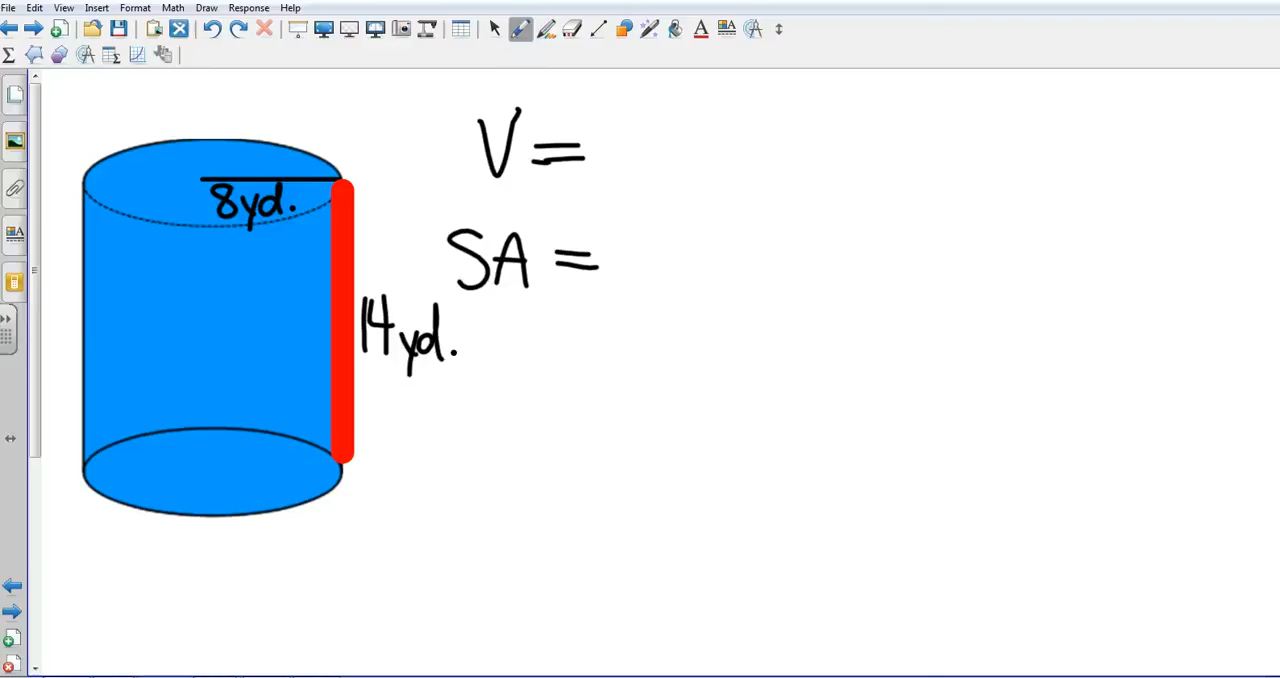 File Edit View Insert Format Math Draw Response Help
V=
8yd.
SA =
14yd.